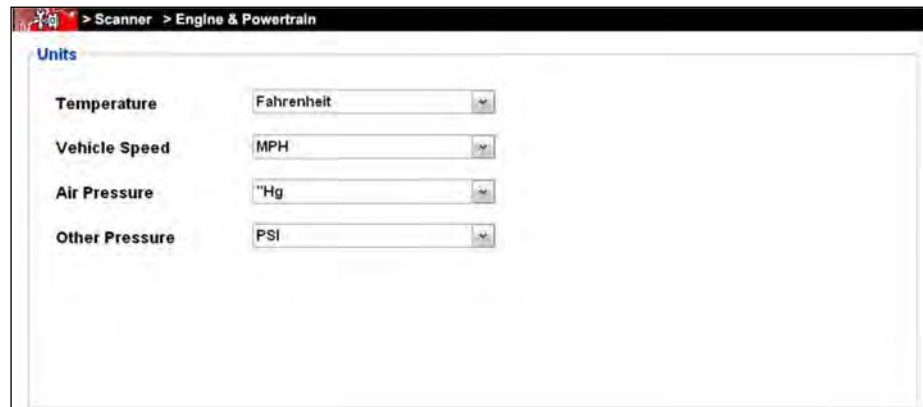 > Scanner > Engine & Powertrain
Units
Temperature Fahrenheit
Vehicle Speed MPH
Air Pressure "Hg
Other Pressure PSI